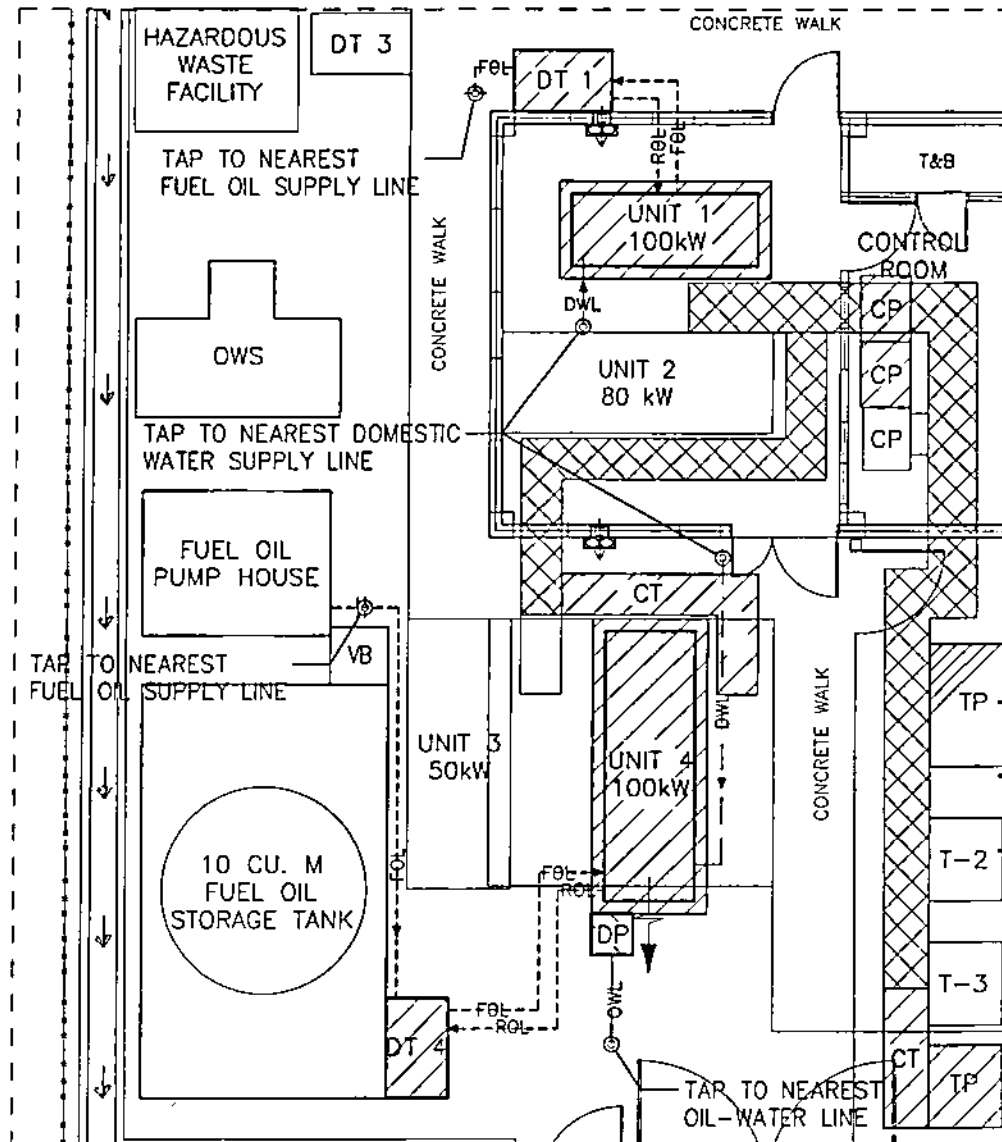 CONCRETE WALK
HAZARDOUS
WASTE
FACILITY
DT 3
FOL
DT 1
ROL
FOL
TAP TO NEAREST
FUEL OIL SUPPLY LINE
T&B
UNIT 1
100kW
CONCRETE WALK
CONTROL
ROOM
DWL
CP
OWS
UNIT 2
80 kW
CP
TAP TO NEAREST DOMESTIC
WATER SUPPLY LINE
CP
FUEL OIL
PUMP HOUSE
CT
VB
TAP TO NEAREST
FUEL OIL SUPPLY LINE
TP
DWL
UNIT 3
50kW
UNIT 4
100kW
CONCRETE WALK
10 CU. M
FUEL OIL
STORAGE TANK
FOL
FOL
ROL
T-2
DP
T-3
OWL
FOL
ROL
DT 4
CT
TP
TAP TO NEAREST
OIL-WATER LINE